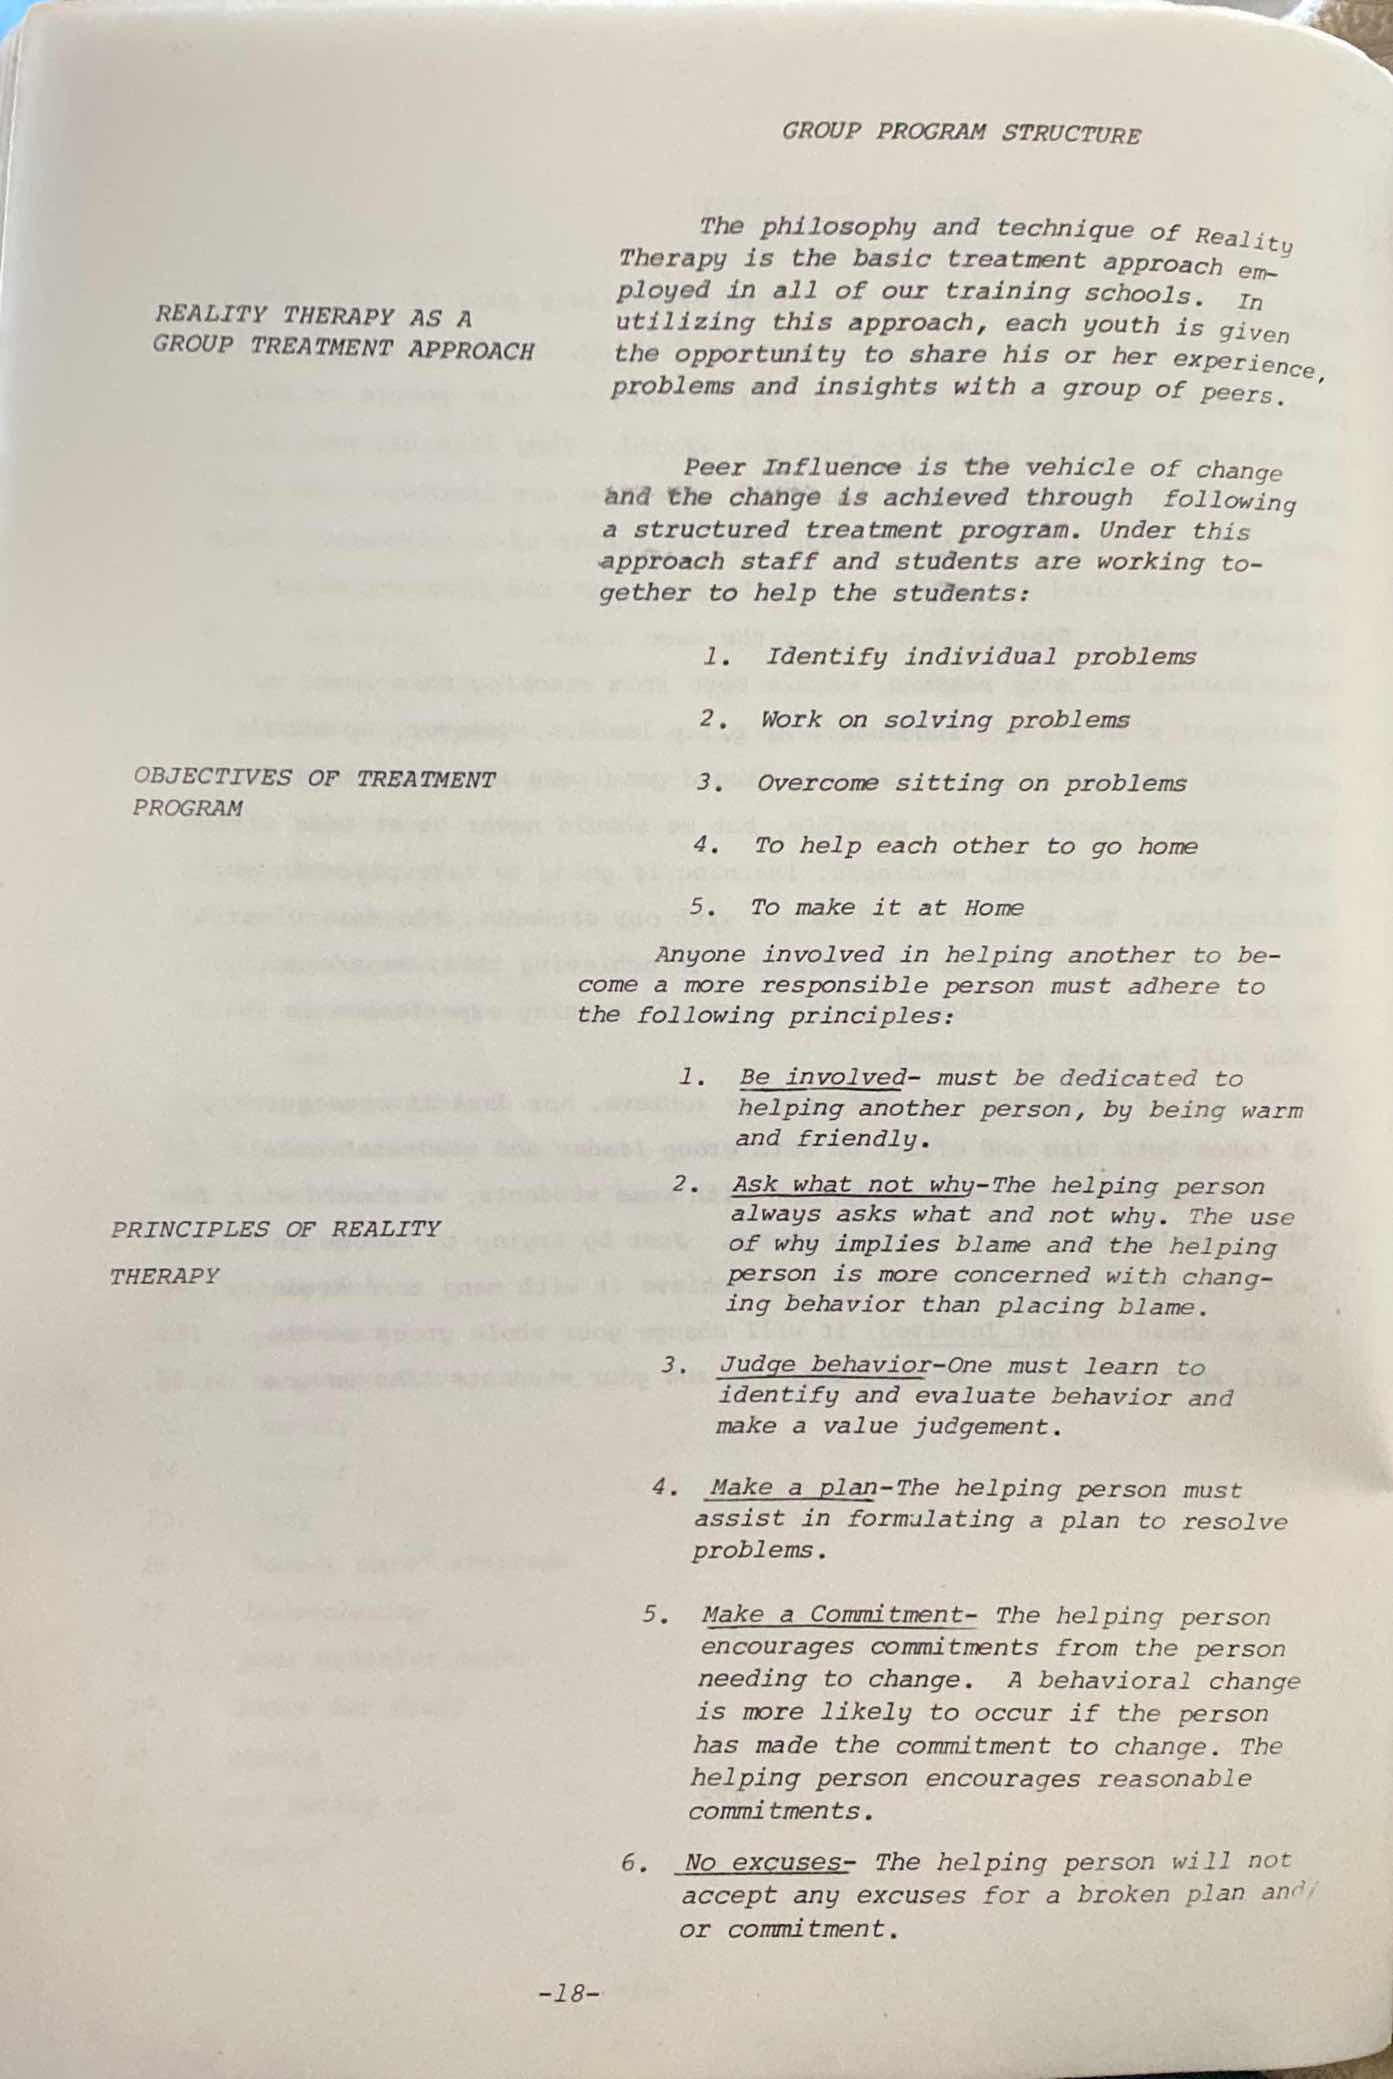 GROUP PROGRAM STRUCTURE
REALITY THERAPY AS A
GROUP TREATMENT APPROACH
The philosophy and technique of Reality
Therapy is the basic treatment approach em-
ployed in all of our training schools. In
utilizing this approach, each youth is given
the opportunity to share his or her experience,
problems and insights with a group of peers.
Peer Influence is the vehicle of change
and the change is achieved through following
a structured treatment program. Under this
approach staff and students are working to-
gether to help the students:
OBJECTIVES OF TREATMENT
PROGRAM
1. Identify individual problems
2. Work on solving problems
3. Overcome sitting on problems
4. To help each other to go home
5. To make it at Home
Anyone involved in helping another to be-
come a more responsible person must adhere to
the following principles:
PRINCIPLES OF REALITY
THERAPY
1. Be involved- must be dedicated to
helping another person, by being warm
and friendly.
2. Ask what not why-The helping person
always asks what and not why. The use
of why implies blame and the helping
person is more concerned with chang-
ing behavior than placing blame.
3. Judge behavior-One must learn to
identify and evaluate behavior and
make a value judgement.
4. Make a plan-The helping person must
assist in formulating a plan to resolve
problems.
5. Make a Commitment- The helping person
encourages commitments from the person
needing to change. A behavioral change
is more likely to occur if the person
has made the commitment to change. The
helping person encourages reasonable
commitments.
6. No excuses- The helping person will not
accept any excuses for a broken plan and/
or commitment.
-18-